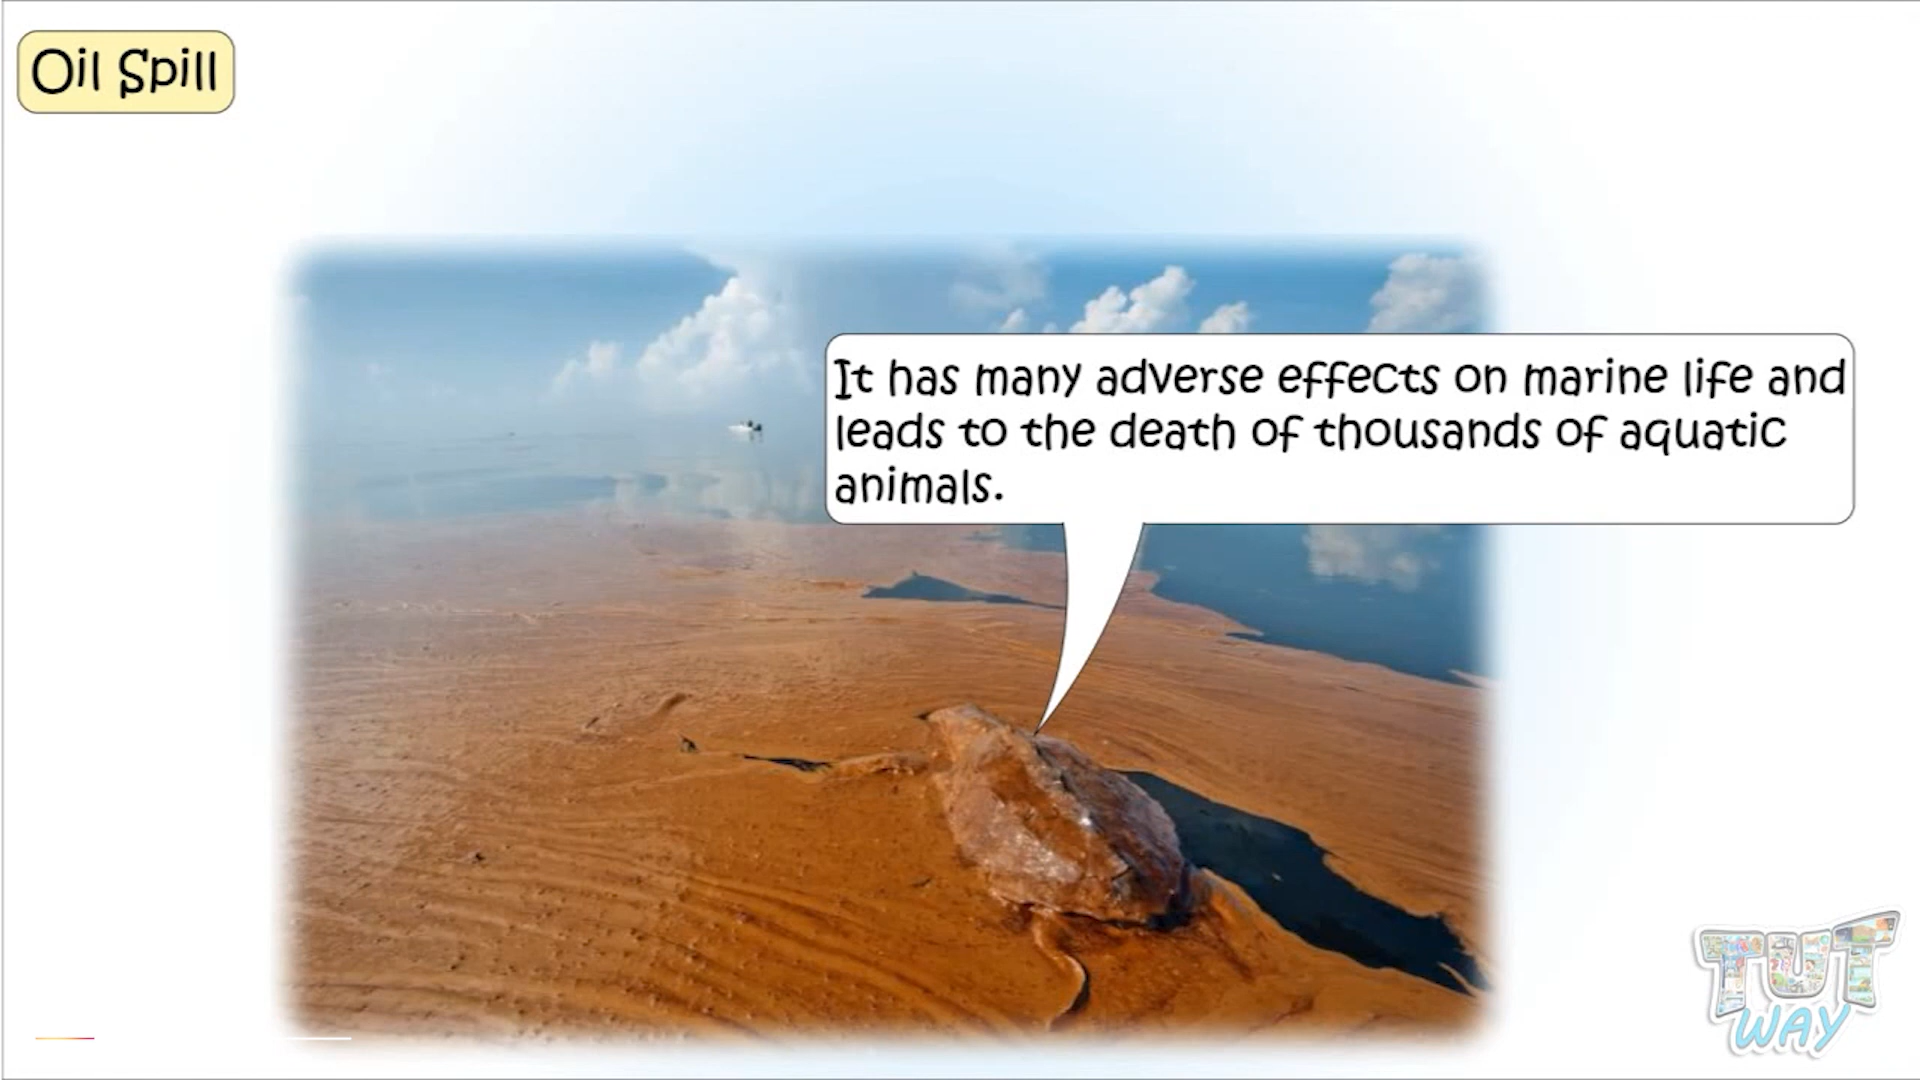 Oil Spill
It has many adverse effects on marine life and
leads to the death of thousands of aquatic
animals.
TUT
WAY